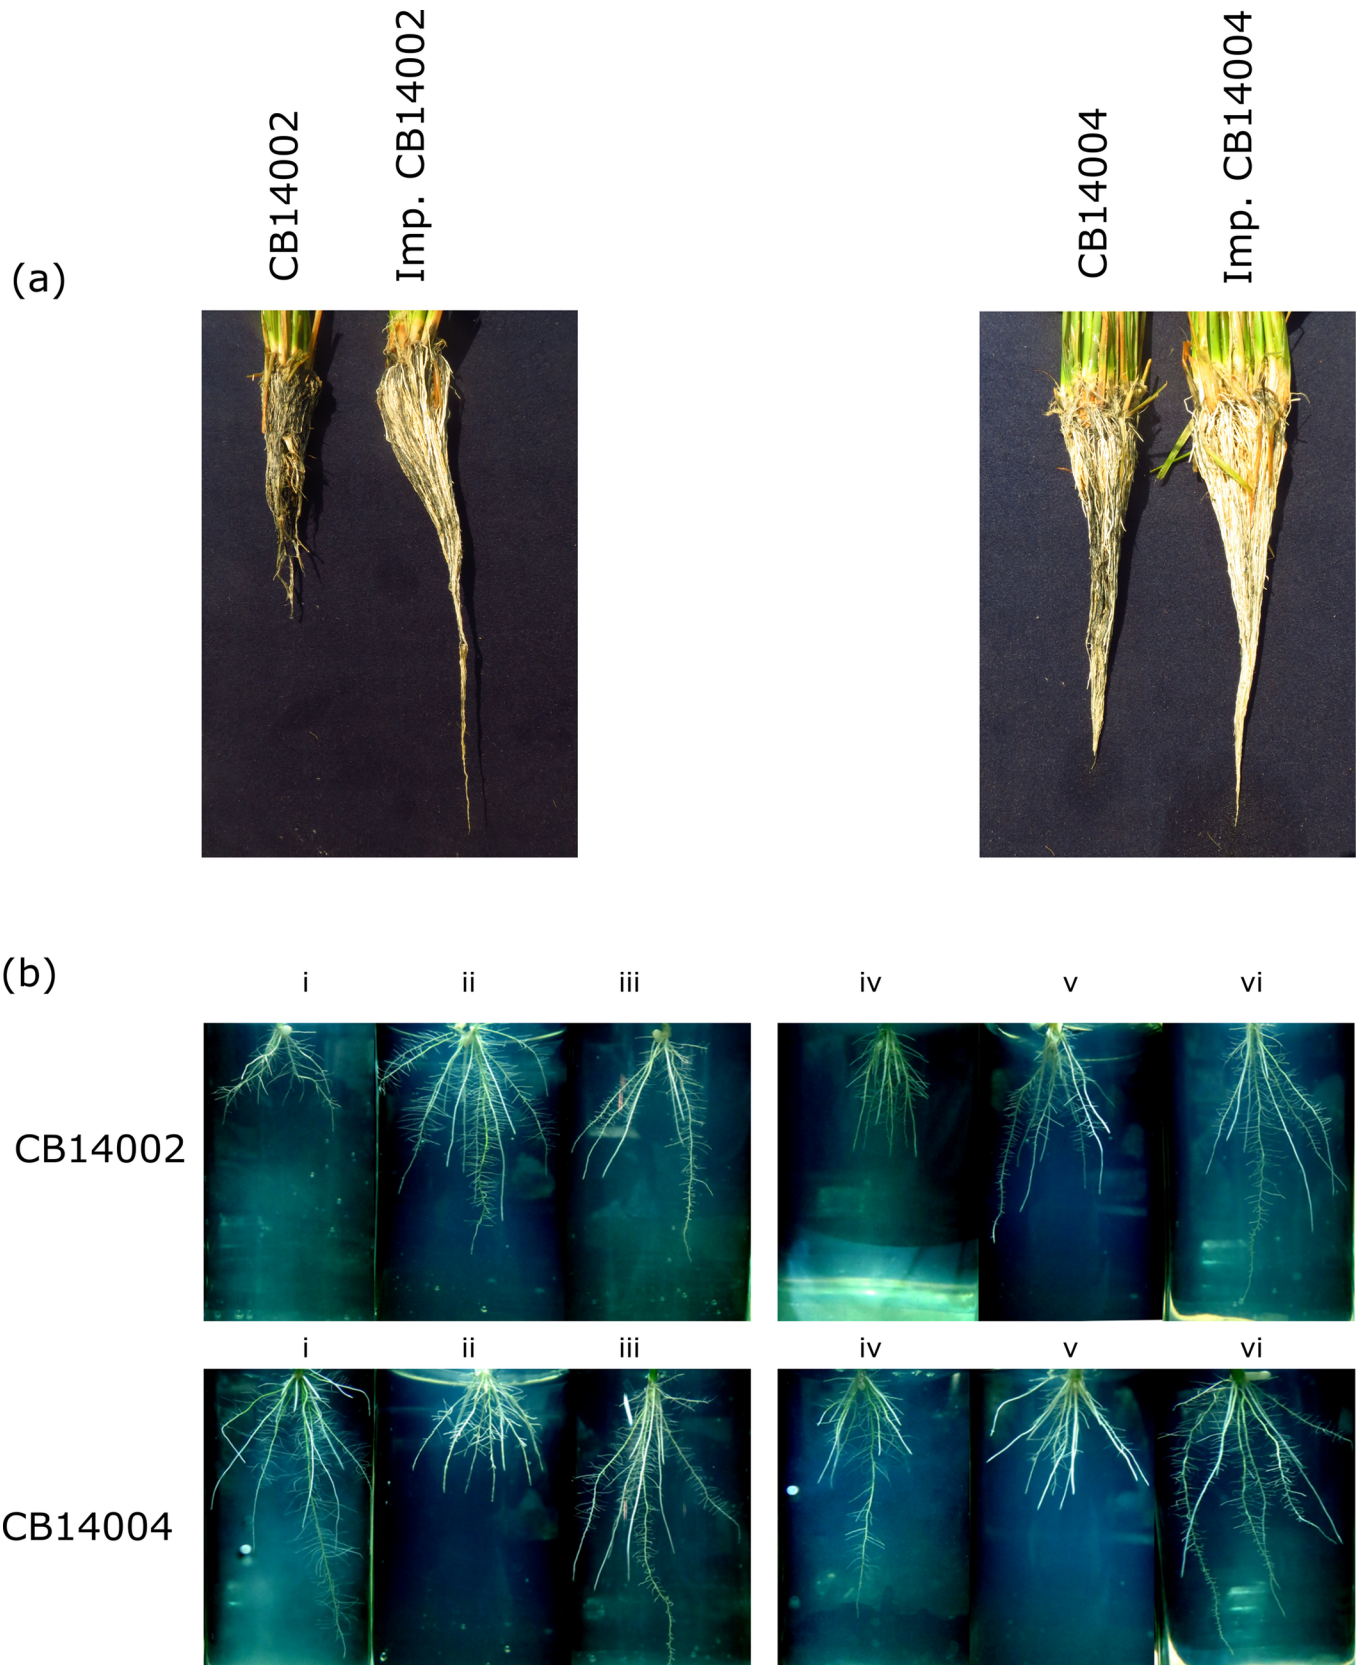 CB14002
Imp. CB14002
CB14004
Imp. CB14004
(a)
(b)
i ii iii iv v vi
CB14002
i ii iii iv v vi
CB14004